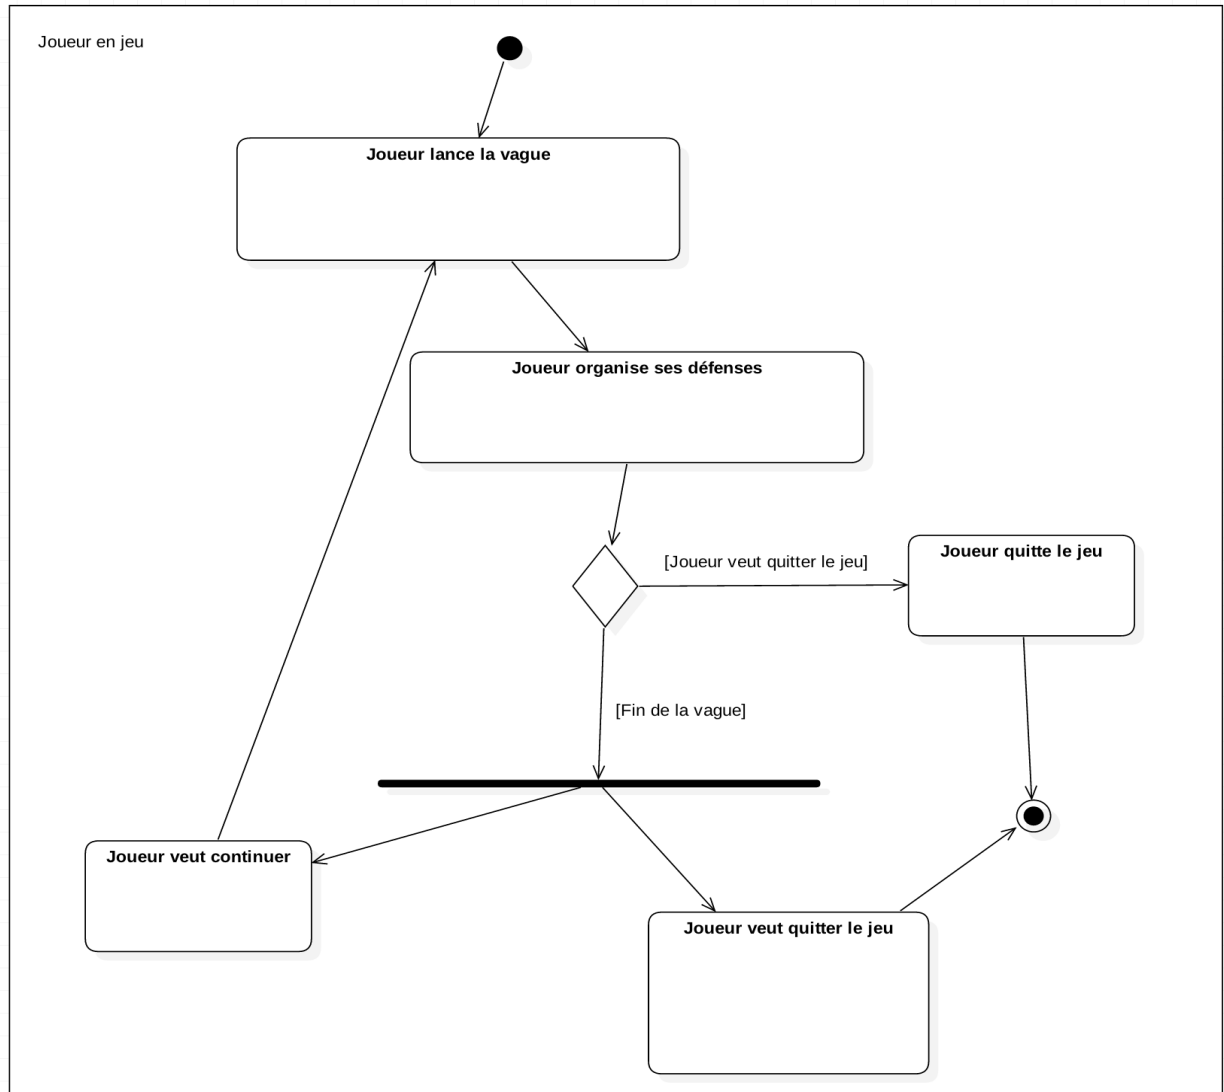 Joueur en jeu
Joueur lance la vague
Joueur organise ses défenses
[Joueur veut quitter le jeu]
Joueur quitte le jeu
[Fin de la vague]
Joueur veut continuer
Joueur veut quitter le jeu